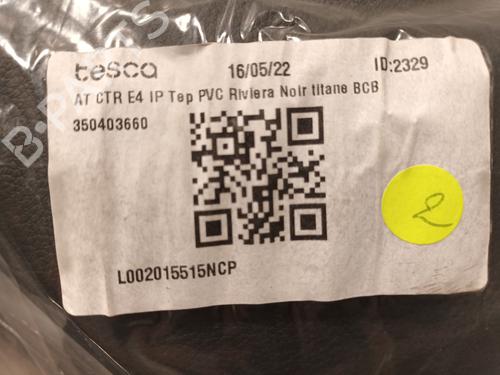 tesca 16/05/22 ID:2329
AT CTR E4 IP Tep PVC Riviera Noir titane BCB
350403660
L002015515NCP
2